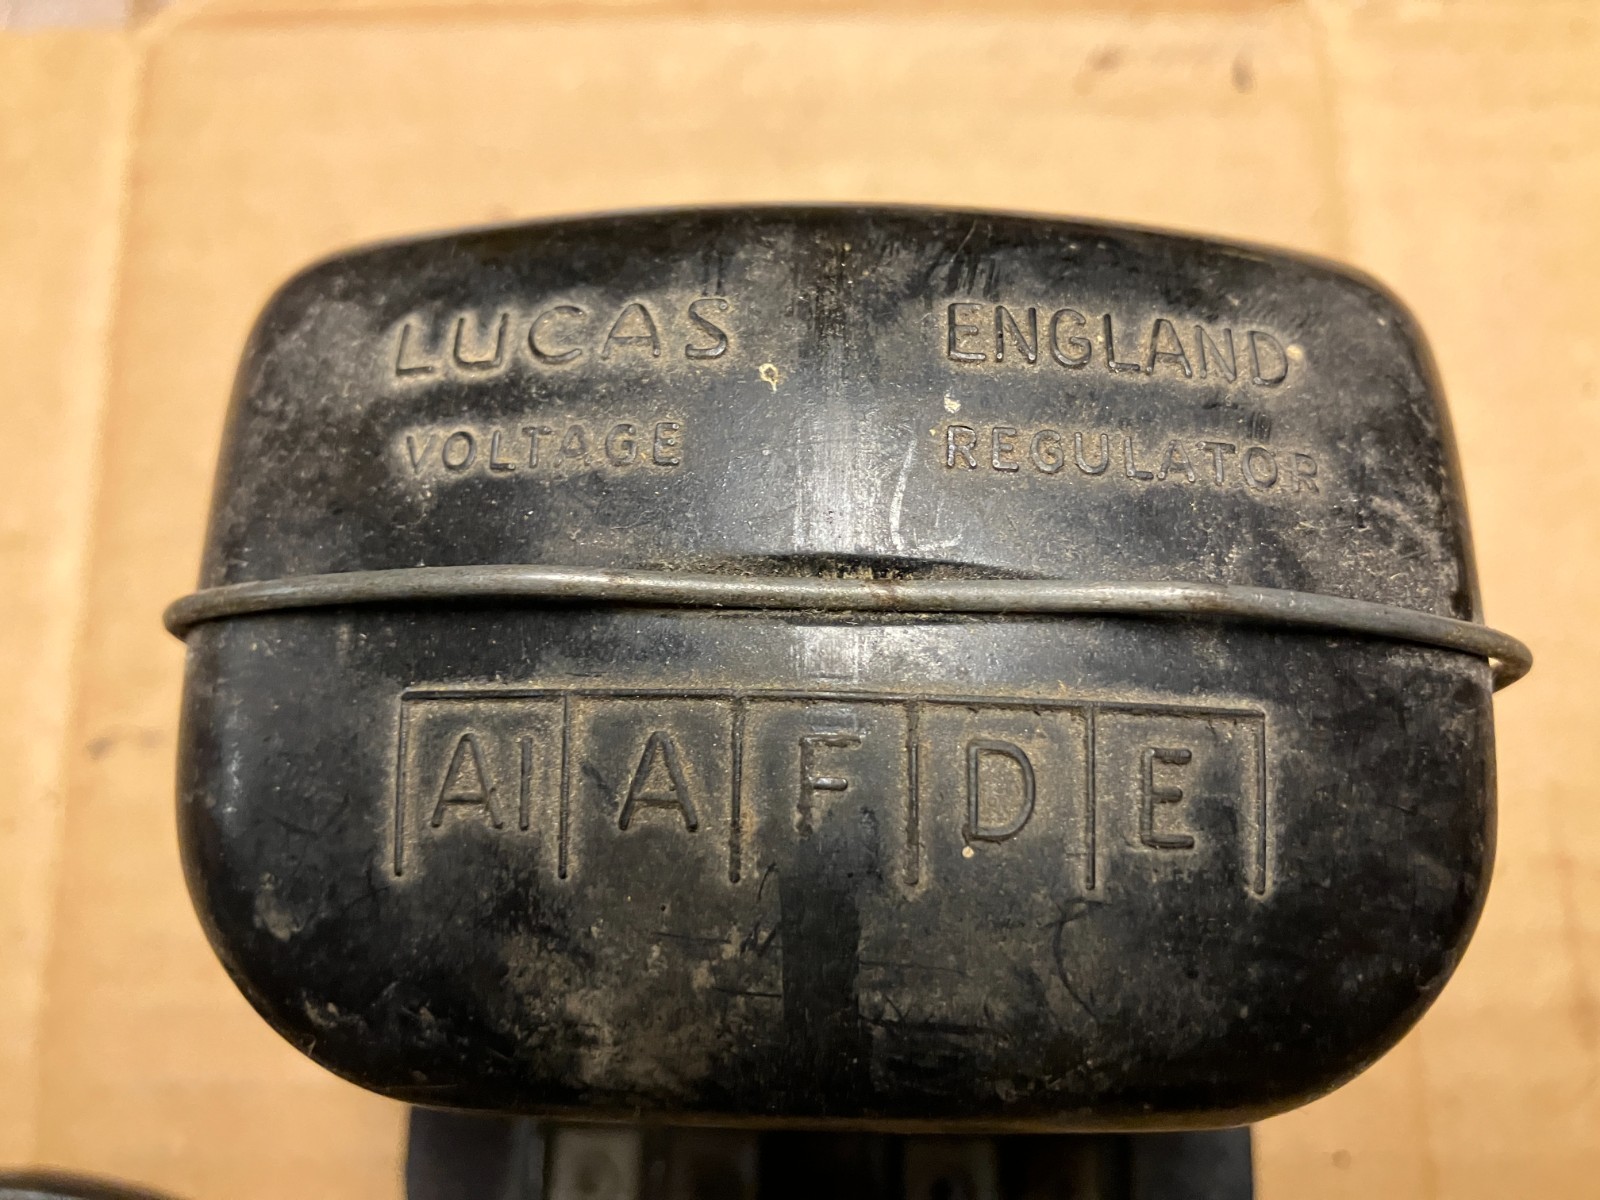 LUCAS ENGLAND
VOLTAGE REGULATOR
A1 A F D E